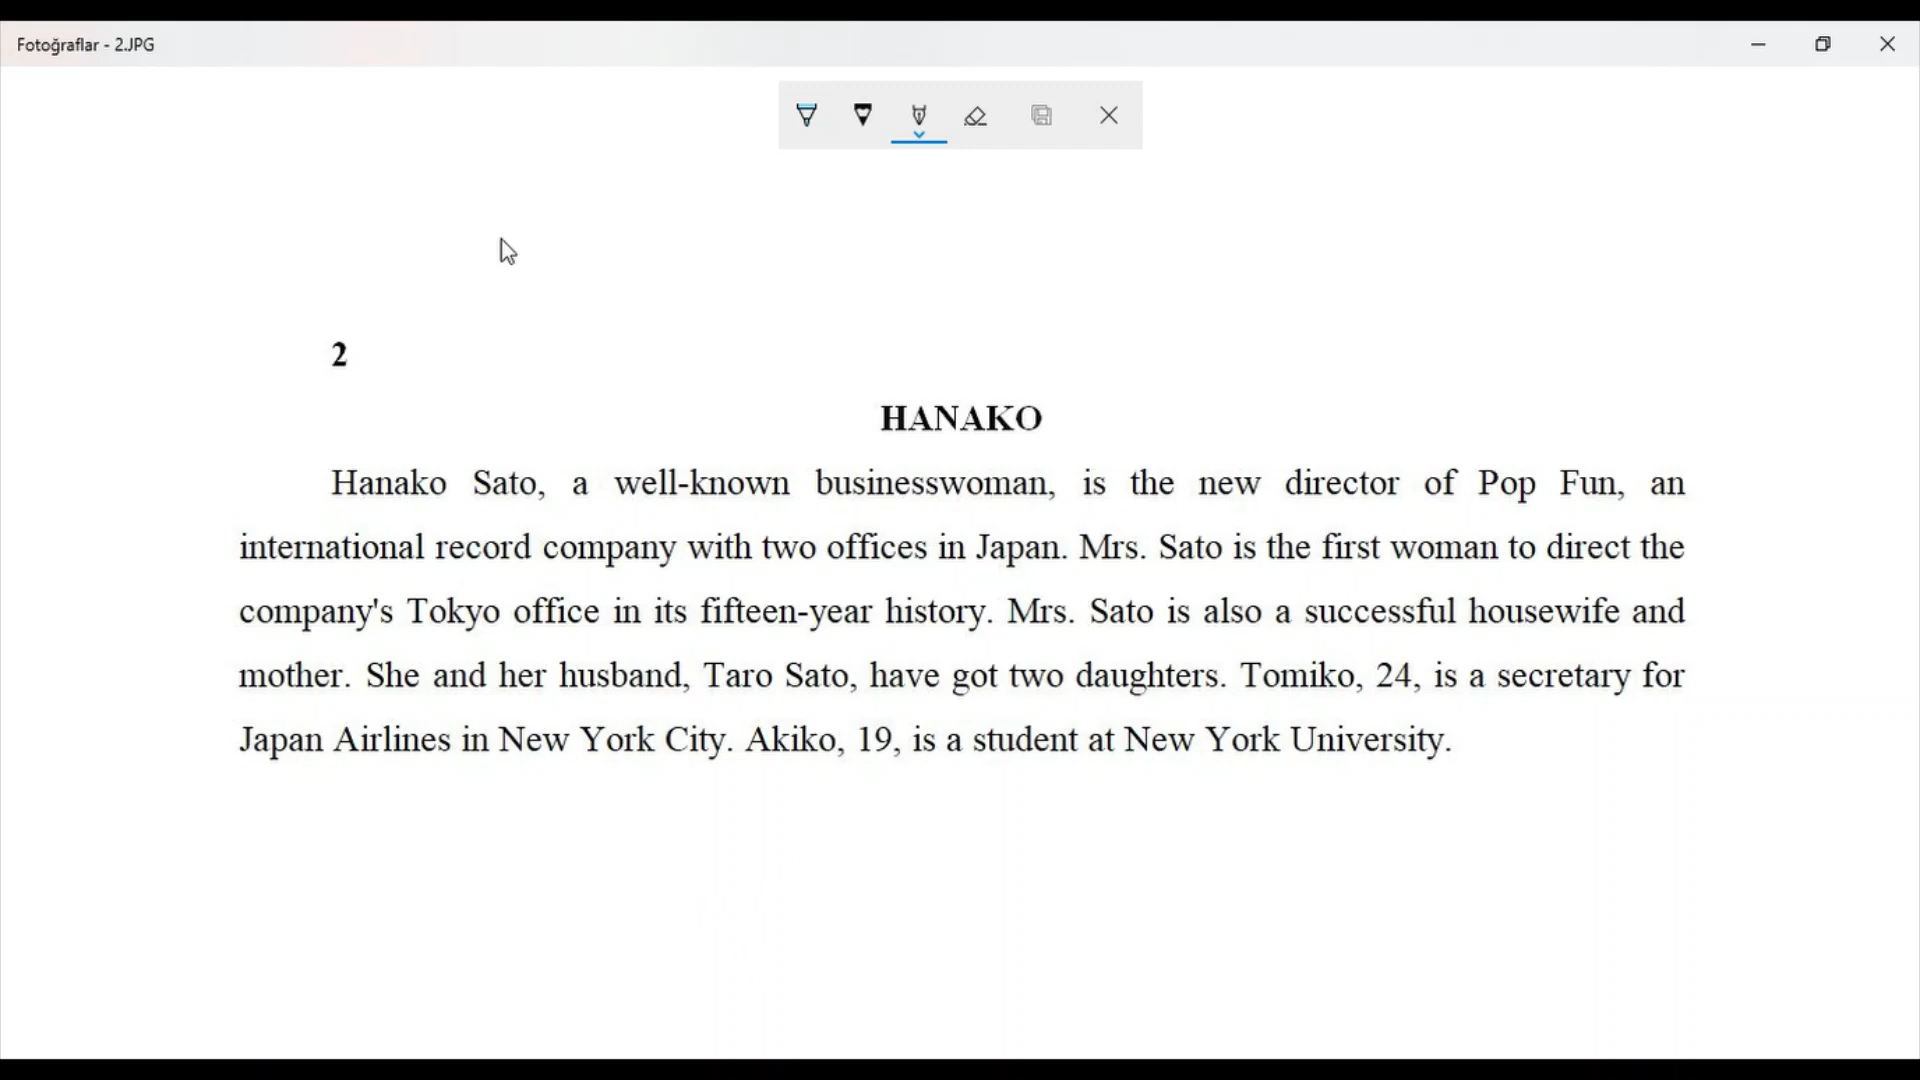 Fotoğraflar - 2.JPG
2
HANAKO
Hanako Sato, a well-known businesswoman, is the new director of Pop Fun, an
international record company with two offices in Japan. Mrs. Sato is the first woman to direct the
company's Tokyo office in its fifteen-year history. Mrs. Sato is also a successful housewife and
mother. She and her husband, Taro Sato, have got two daughters. Tomiko, 24, is a secretary for
Japan Airlines in New York City. Akiko, 19, is a student at New York University.